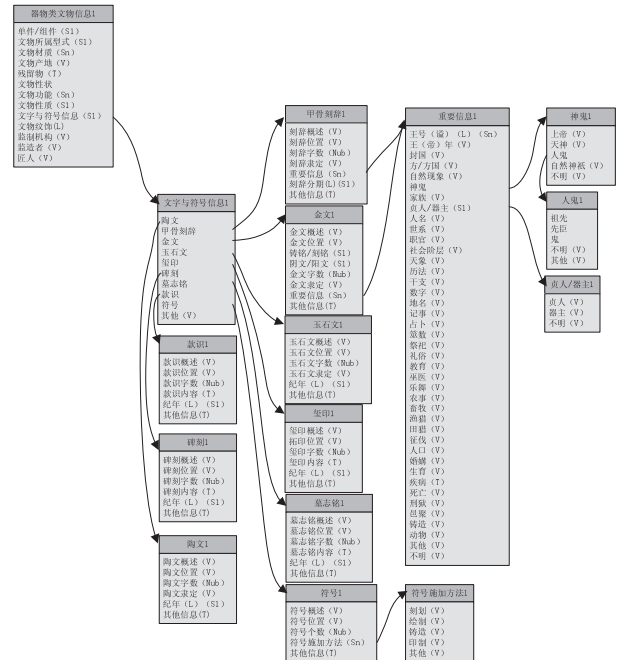 器物类文物信息1
单件/组件（S1）
文物所属型式（S1）
文物材质（Sn）
文物产地（V）
残留物（T）
文物性状
文物功能（Sn）
文物性质（S1）
文字与符号信息（S1）
文物纹饰(L)
监制机构（V）
监造者（V）
匠人（V）
文字与符号信息1
陶文
甲骨刻辞
金文
玉石文
玺印
碑刻
墓志铭
款识
符号
其他（V）
款识1
款识概述（V）
款识位置（V）
款识字数（Nub）
款识内容（T）
纪年（L）（S1）
其他信息(T)
碑刻1
碑刻概述（V）
碑刻位置（V）
碑刻字数（Nub）
碑刻内容（T）
纪年（L）（S1）
其他信息(T)
陶文1
陶文概述（V）
陶文位置（V）
陶文字数（Nub）
陶文隶定（V）
纪年（L）（S1）
其他信息(T)
甲骨刻辞1
刻辞概述（V）
刻辞位置（V）
刻辞字数（Nub）
刻辞隶定（V）
重要信息（Sn）
刻辞分期(L)(S1)
其他信息(T)
金文1
金文概述（V）
金文位置（V）
铸铭/刻铭（S1）
阴文/阳文（S1）
金文字数（Nub）
金文隶定（V）
重要信息（Sn）
其他信息(T)
玉石文1
玉石文概述（V）
玉石文位置（V）
玉石文字数（Nub）
玉石文隶定（V）
纪年（L）（S1）
其他信息(T)
玺印1
玺印概述（V）
拓印位置（V）
玺印字数（Nub）
玺印内容（T）
纪年（L）（S1）
其他信息(T)
墓志铭1
墓志铭概述（V）
墓志铭位置（V）
墓志铭字数（Nub）
墓志铭内容（T）
纪年（L）（S1）
其他信息(T)
符号1
符号概述（V）
符号位置（V）
符号个数（Nub）
符号施加方法（Sn）
其他信息(T)
重要信息1
王号（谥）（L）（Sn）
王（帝）年（V）
封国（V）
方/方国（V）
自然现象（V）
神鬼
家族（V）
贞人/器主（S1）
人名（V）
世系（V）
职官（V）
社会阶层（V）
天象（V）
历法（V）
干支（V）
数字（V）
地名（V）
记事（V）
占卜（V）
筮数（V）
祭祀（V）
礼俗（V）
教育（V）
巫医（V）
乐舞（V）
农事（V）
畜牧（V）
渔猎（V）
田猎（V）
征伐（V）
人口（V）
婚媾（V）
生育（V）
疾病（T）
死亡（V）
刑狱（V）
邑聚（V）
铸造（V）
动物（V）
其他（V）
不明（V）
符号施加方法1
刻划（V）
绘制（V）
铸造（V）
印制（V）
其他（V）
神鬼1
上帝（V）
天神（V）
人鬼
自然神祇（V）
不明（V）
人鬼1
祖先
先臣
鬼
不明（V）
其他（V）
贞人/器主1
贞人（V）
器主（V）
不明（V）